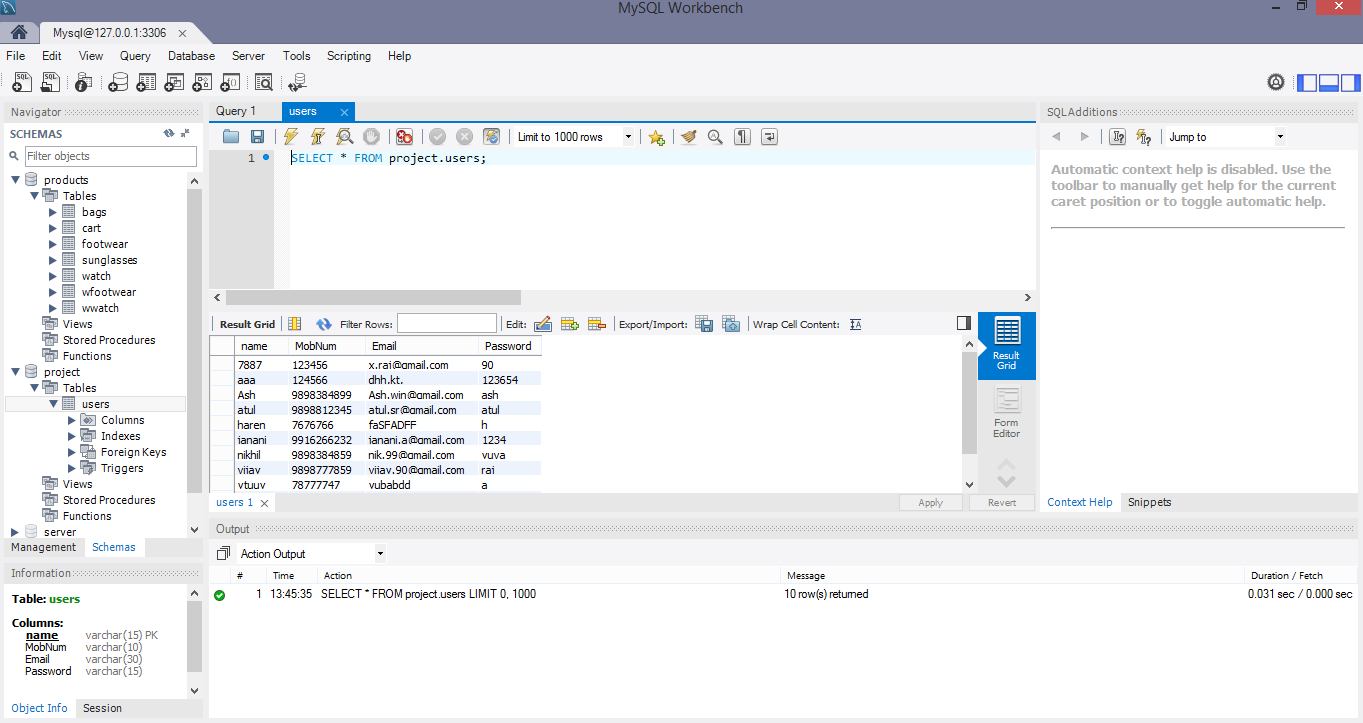 MySQL Workbench
Mysql@127.0.0.1:3306
File Edit View Query Database Server Tools Scripting Help
Navigator
SCHEMAS
Filter objects
products
Tables
bags
cart
footwear
sunglasses
watch
wfootwear
wwatch
Views
Stored Procedures
Functions
project
Tables
users
Columns
Indexes
Foreign Keys
Triggers
Views
Stored Procedures
Functions
server
Management Schemas
Information
Table: users
Columns:
name varchar(15) PK
MobNum varchar(10)
Email varchar(30)
Password varchar(15)
Object Info Session
Query 1 users
Limit to 1000 rows
1 SELECT * FROM project.users;
Result Grid Filter Rows: Edit: Export/Import: Wrap Cell Content:
name MobNum Email Password
7887 123456 x.rai@gmail.com 90
aaa 124566 dhh.kt. 123654
Ash 9898384899 Ash.win@gmail.com ash
atul 9898812345 atul.sr@gmail.com atul
haren 7676766 faSFADFF h
janani 9916266232 janani.a@gmail.com 1234
nikhil 9898384859 nik.99@gmail.com
vijay 9898777859 vijay.90@gmail.com raj
78777747 a
Result Grid
Form Editor
users 1 Apply Revert
SQLAdditions
Jump to
Automatic context help is disabled. Use the
toolbar to manually get help for the current
caret position or to toggle automatic help.
Context Help Snippets
Output
Action Output
# Time Action Message Duration / Fetch
1 13:45:35 SELECT * FROM project.users LIMIT 0, 1000 10 row(s) returned 0.031 sec / 0.000 sec